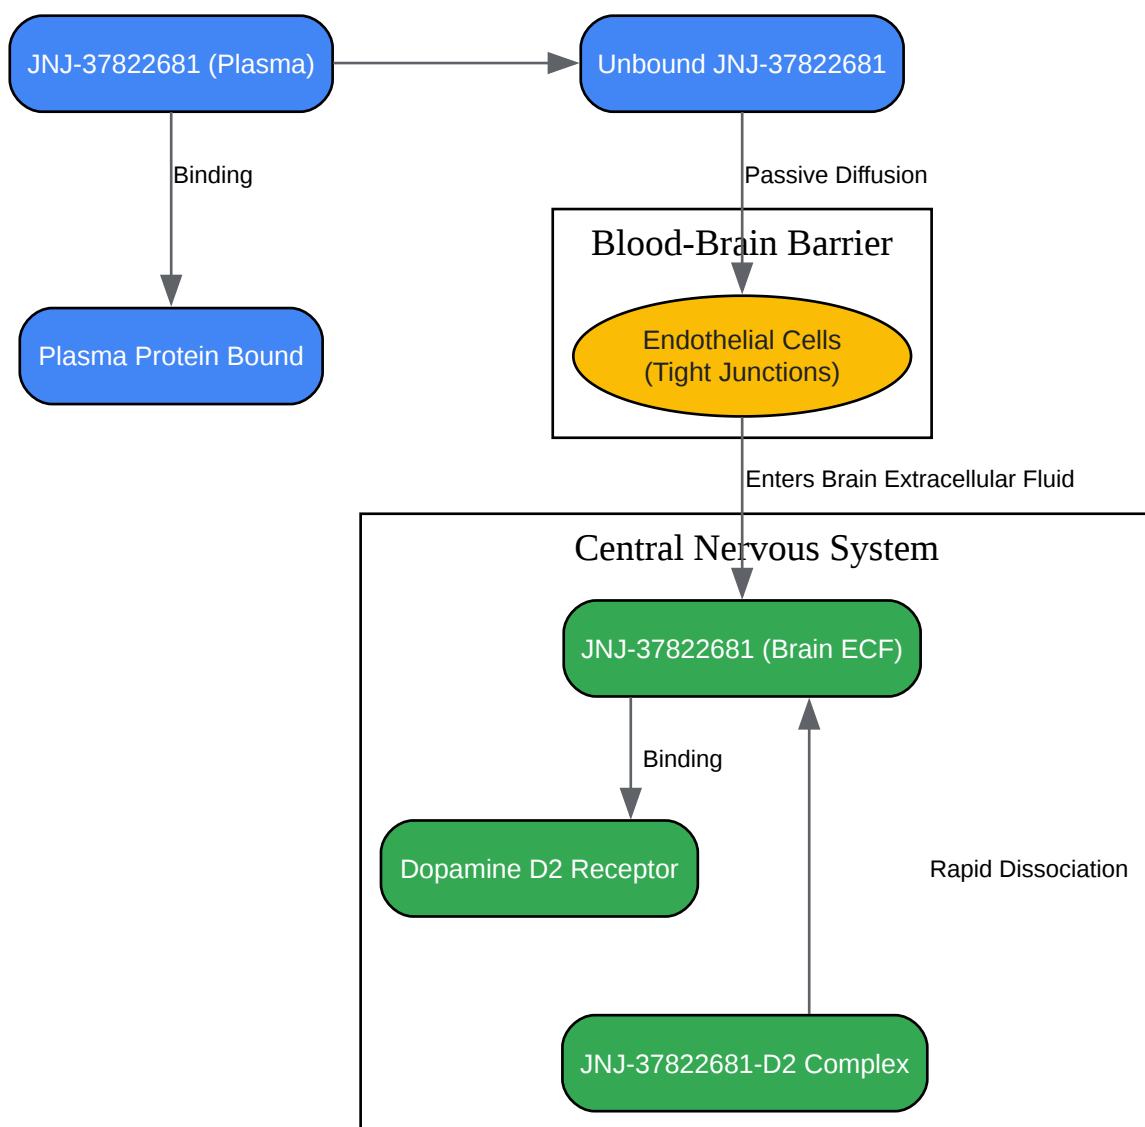 JNJ-37822681 (Plasma)
Unbound JNJ-37822681
Binding
Passive Diffusion
Blood-Brain Barrier
Plasma Protein Bound
Endothelial Cells
(Tight Junctions)
Enters Brain Extracellular Fluid
Central Nervous System
JNJ-37822681 (Brain ECF)
Binding
Dopamine D2 Receptor
Rapid Dissociation
JNJ-37822681-D2 Complex